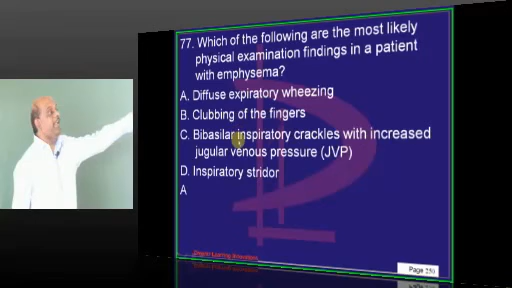 77. Which of the following are the most likely
physical examination findings in a patient
with emphysema?
A. Diffuse expiratory wheezing
B. Clubbing of the fingers
C. Bibasilar inspiratory crackles with increased
jugular venous pressure (JVP)
D. Inspiratory stridor
A
Page 259